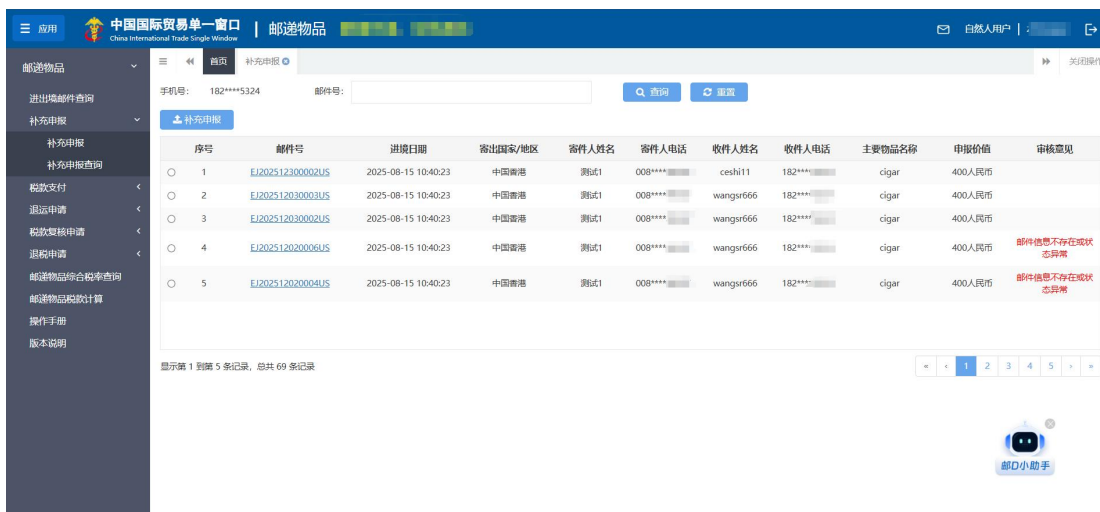 应用
中国国际贸易单一窗口 | 邮递物品
China International Trade Single Window
自然人用户 |
邮递物品
首页 补充申报
关闭操作
进出境邮件查询
补充申报
补充申报
补充申报查询
税款支付
退运申请
税款复核申请
退税申请
邮递物品综合税率查询
邮递物品税款计算
操作手册
版本说明
手机号: 182****5324 邮件号: 查询 重置
补充申报
序号 邮件号 进境日期 寄出国家/地区 寄件人姓名 寄件人电话 收件人姓名 收件人电话 主要物品名称 申报价值 审核意见
1 EJ202512300002US 2025-08-15 10:40:23 中国香港 测试1 008**** ceshi11 182*** cigar 400人民币
2 EJ202512030003US 2025-08-15 10:40:23 中国香港 测试1 008**** wangsr666 182*** cigar 400人民币
3 EJ202512030002US 2025-08-15 10:40:23 中国香港 测试1 008**** wangsr666 182*** cigar 400人民币
4 EJ202512020006US 2025-08-15 10:40:23 中国香港 测试1 008**** wangsr666 182*** cigar 400人民币 邮件信息不存在或状
态异常
5 EJ202512020004US 2025-08-15 10:40:23 中国香港 测试1 008**** wangsr666 182*** cigar 400人民币 邮件信息不存在或状
态异常
显示第 1 到第 5 条记录，总共 69 条记录
« ‹ 1 2 3 4 5 › »
邮D小助手